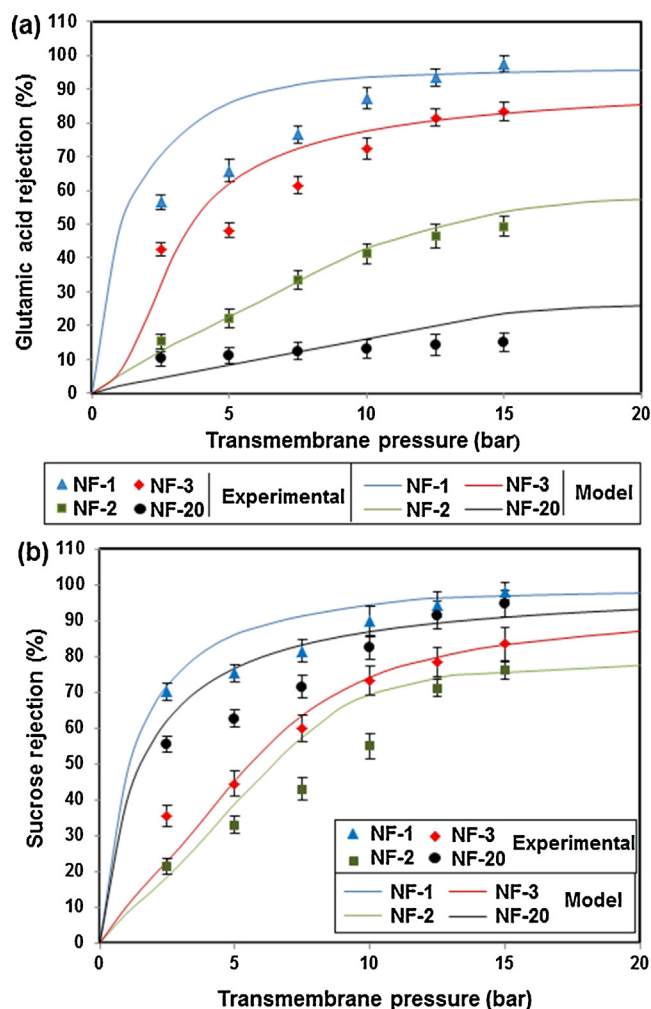 (a)
110
100
90
80
70
60
50
40
30
20
10
0
Glutamic acid rejection (%)
0 5 10 15 20
Transmembrane pressure (bar)
NF-1 NF-3 Experimental NF-1 NF-3 Model
NF-2 NF-20 NF-2 NF-20
(b)
110
100
90
80
70
60
50
40
30
20
10
0
Sucrose rejection (%)
NF-1 NF-3 Experimental
NF-2 NF-20
NF-1 NF-3 Model
NF-2 NF-20
0 5 10 15 20
Transmembrane pressure (bar)